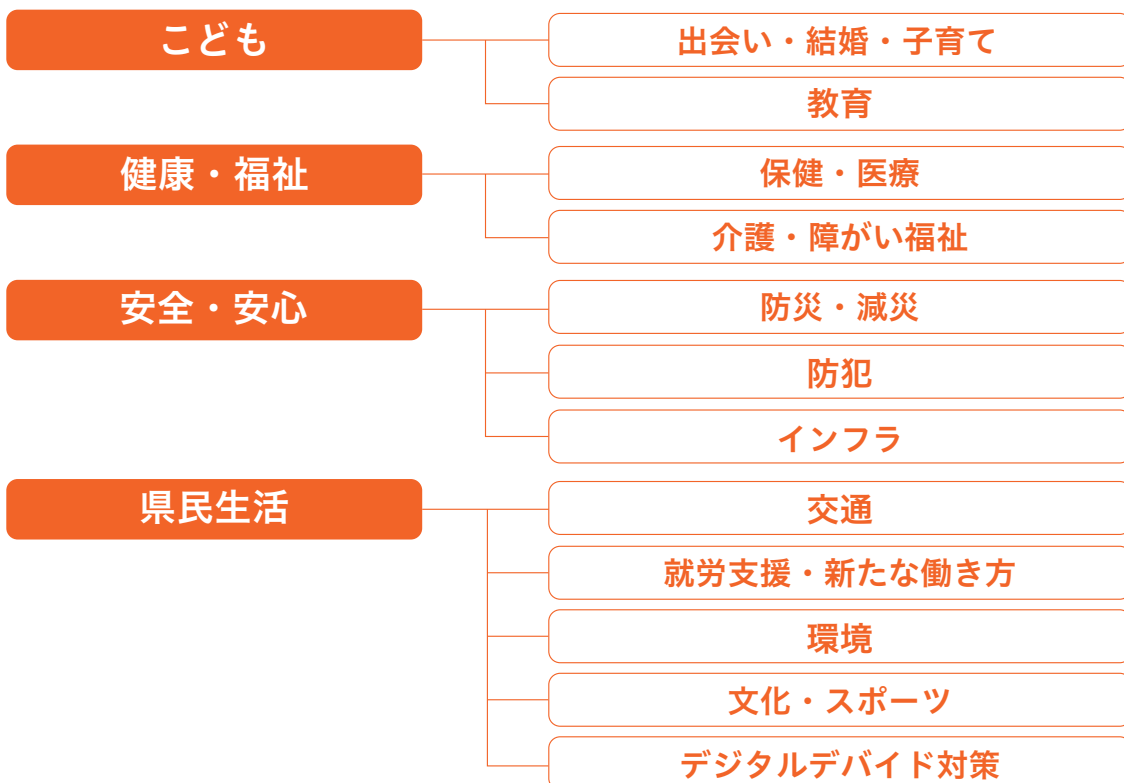 こども
出会い・結婚・子育て
教育
健康・福祉
保健・医療
介護・障がい福祉
安全・安心
防災・減災
防犯
インフラ
県民生活
交通
就労支援・新たな働き方
環境
文化・スポーツ
デジタルデバイド対策